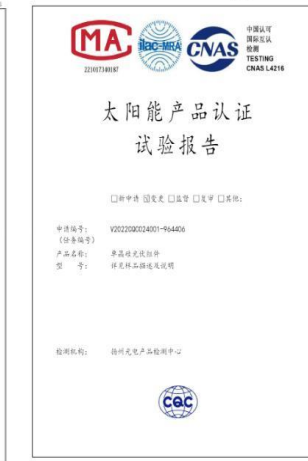 MA
ilac-MRA
CNAS
中国认可
国际互认
检测
TESTING
CNAS L4216
221017340187
太阳能产品认证
试验报告
□新申请 ☑变更 □监督 □复审 □其他：
申请编号： V2022QQ024001-964406
（任务编号）
产品名称： 单晶硅光伏组件
型 号： 详见样品描述及说明
检测机构： 扬州光电产品检测中心
CQC